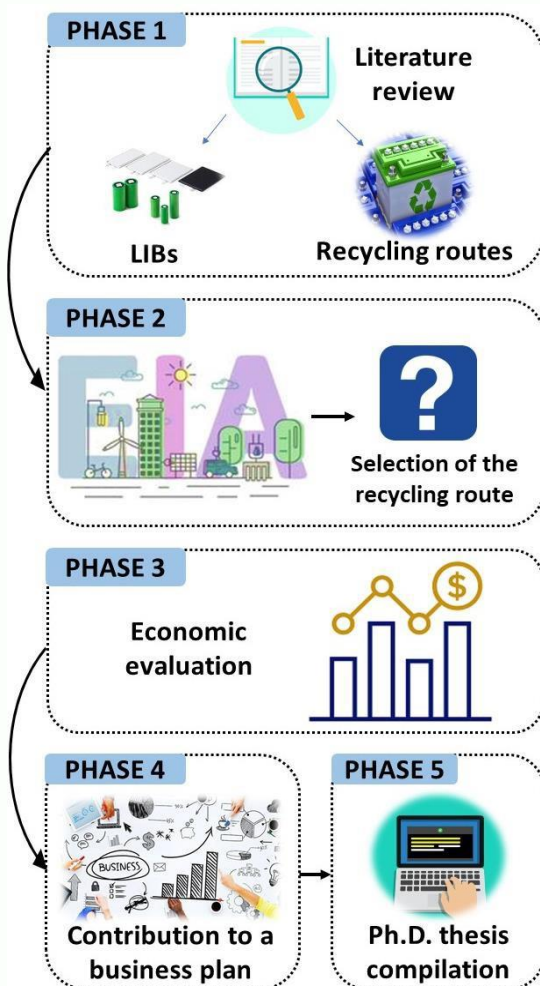 PHASE 1
Literature
review
LIBs
Recycling routes
PHASE 2
EIA
Selection of the
recycling route
PHASE 3
Economic
evaluation
$
PHASE 4
PHASE 5
BUSINESS
Contribution to a
business plan
Ph.D. thesis
compilation